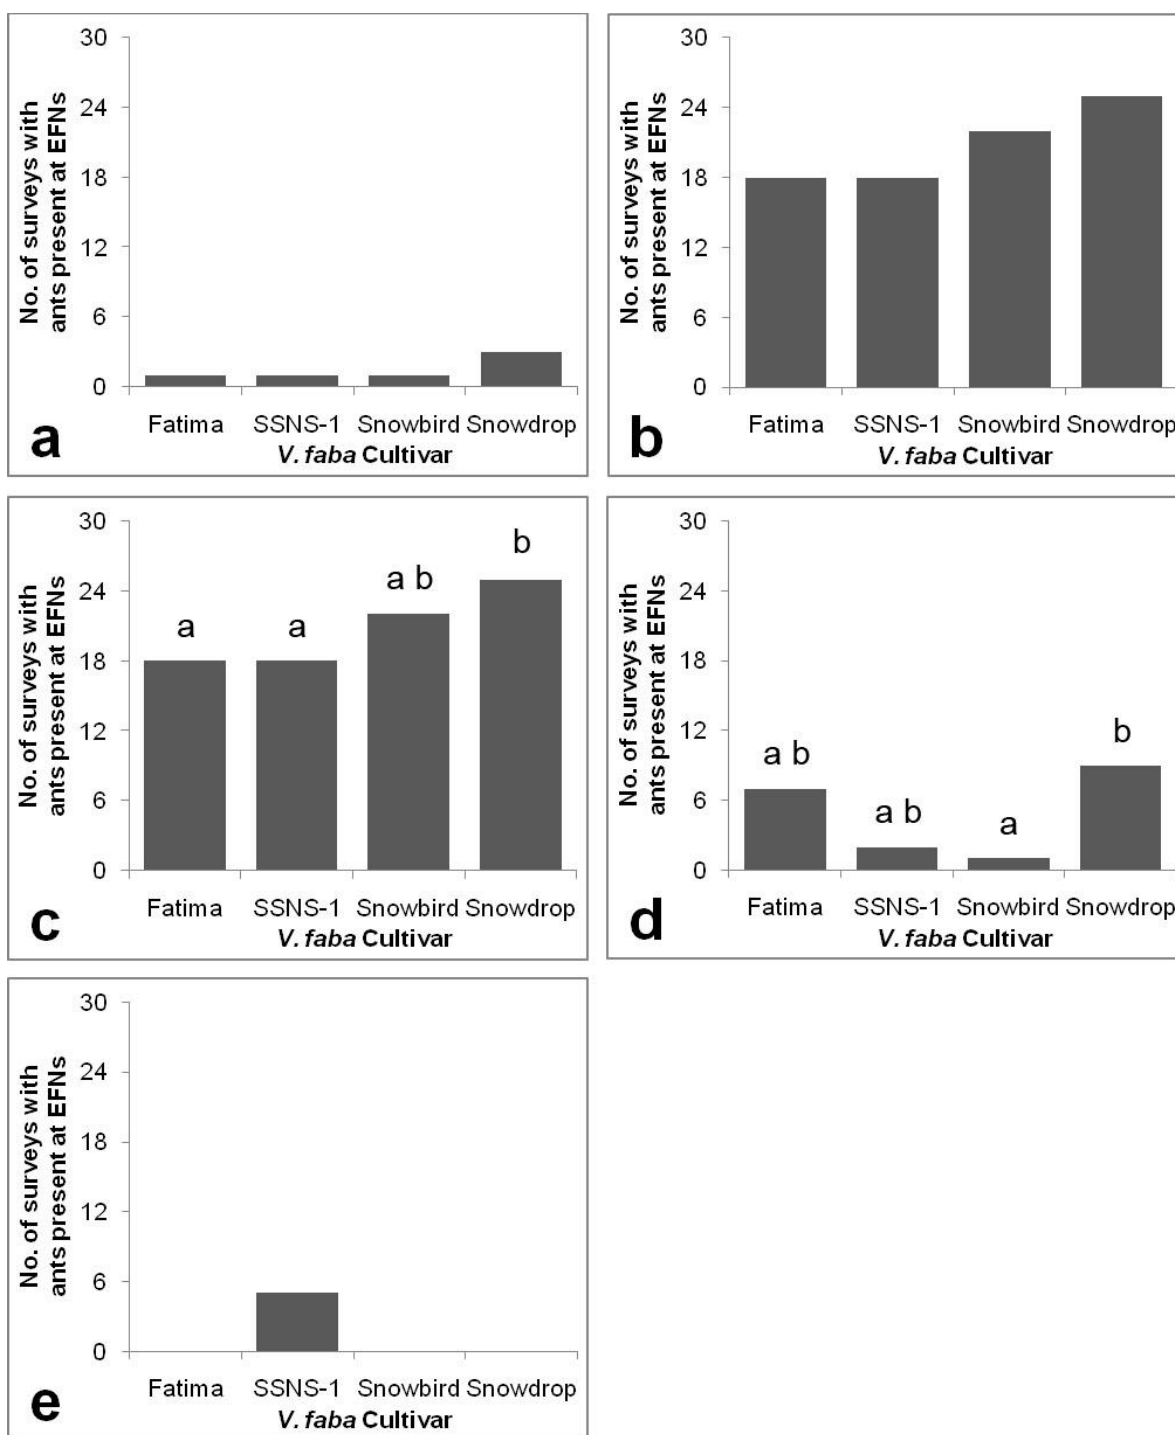 No. of surveys with
ants present at EFNs
30
24
18
12
6
0
Fatima SSNS-1 Snowbird Snowdrop
V. faba Cultivar
a
No. of surveys with
ants present at EFNs
30
24
18
12
6
0
Fatima SSNS-1 Snowbird Snowdrop
V. faba Cultivar
b
No. of surveys with
ants present at EFNs
30
24
18
12
6
0
a a a b b
Fatima SSNS-1 Snowbird Snowdrop
V. faba Cultivar
c
No. of surveys with
ants present at EFNs
30
24
18
12
6
0
a b a b a b
Fatima SSNS-1 Snowbird Snowdrop
V. faba Cultivar
d
No. of surveys with
ants present at EFNs
30
24
18
12
6
0
Fatima SSNS-1 Snowbird Snowdrop
V. faba Cultivar
e